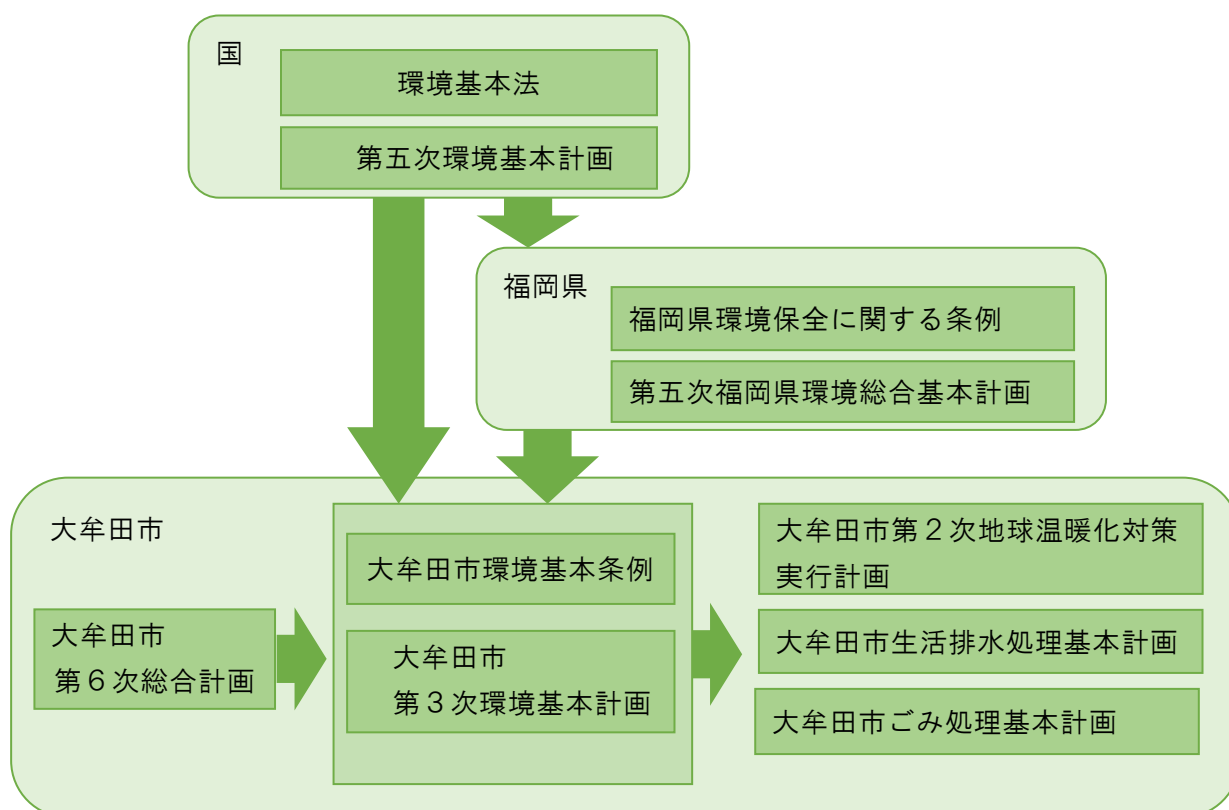 国
環境基本法
第五次環境基本計画
福岡県
福岡県環境保全に関する条例
第五次福岡県環境総合基本計画
大牟田市
大牟田市
第６次総合計画
大牟田市環境基本条例
大牟田市
第３次環境基本計画
大牟田市第２次地球温暖化対策
実行計画
大牟田市生活排水処理基本計画
大牟田市ごみ処理基本計画